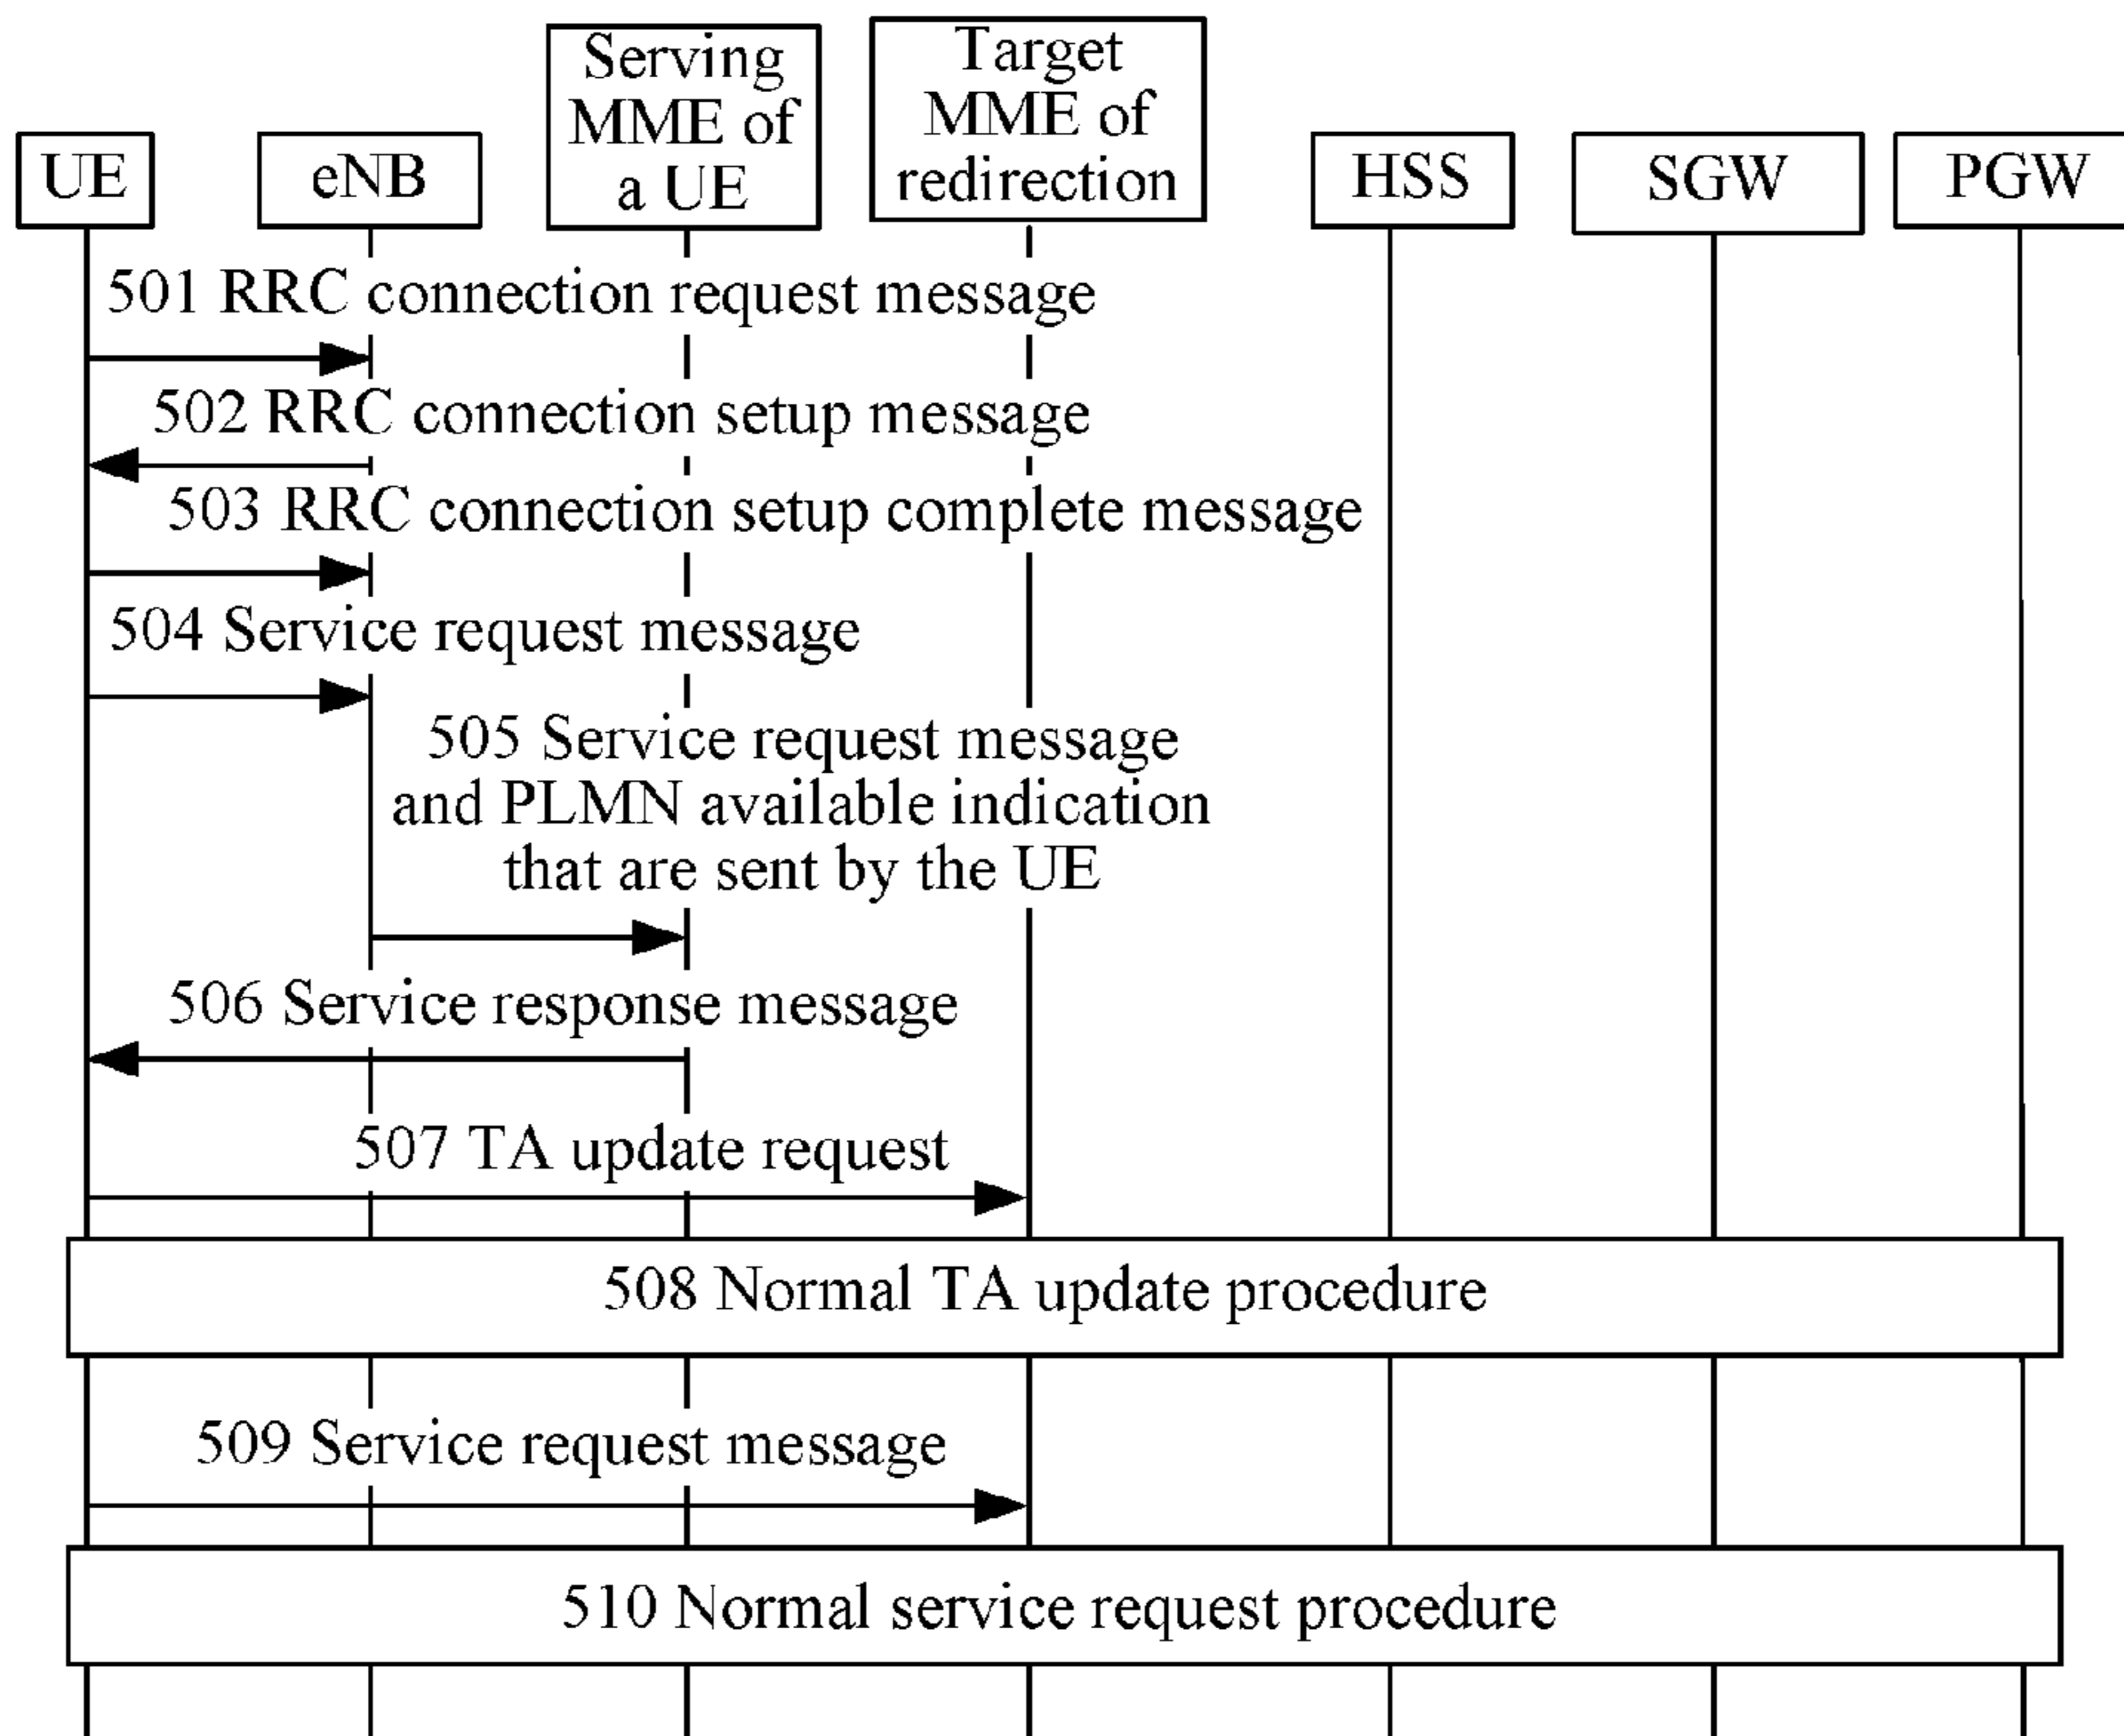 UE
eNB
Serving
MME of
a UE
Target
MME of
redirection
HSS
SGW
PGW
501 RRC connection request message
502 RRC connection setup message
503 RRC connection setup complete message
504 Service request message
505 Service request message
and PLMN available indication
that are sent by the UE
506 Service response message
507 TA update request
508 Normal TA update procedure
509 Service request message
510 Normal service request procedure